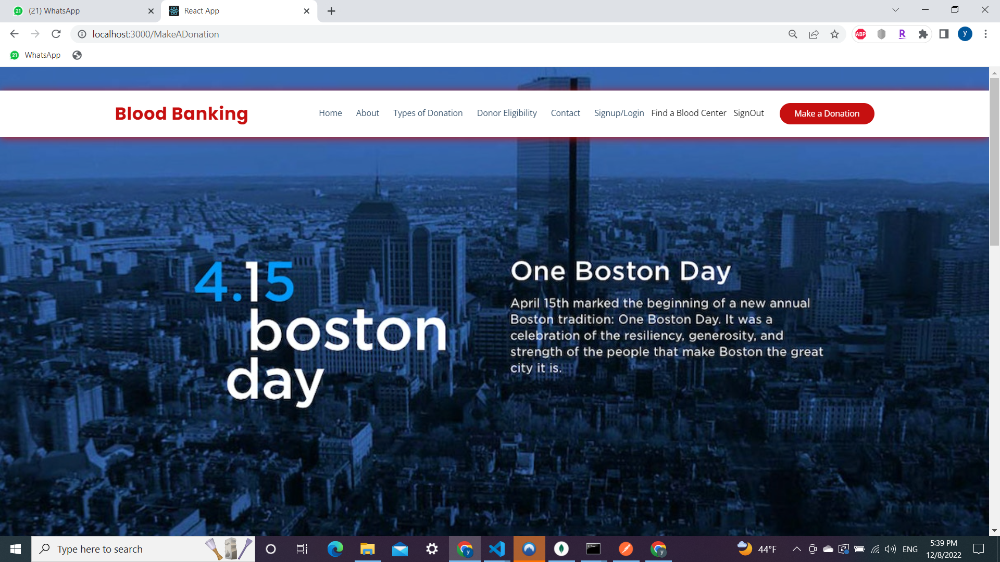 21 (21) WhatsApp
React App
localhost:3000/MakeADonation
ABP
R
y
21 WhatsApp
Blood Banking
Home
About
Types of Donation
Donor Eligibility
Contact
Signup/Login
Find a Blood Center
SignOut
Make a Donation
4.15
boston
day
One Boston Day
April 15th marked the beginning of a new annual
Boston tradition: One Boston Day. It was a
celebration of the resiliency, generosity, and
strength of the people that make Boston the great
city it is.
Type here to search
y
y
44°F
ENG
5:39 PM
12/8/2022